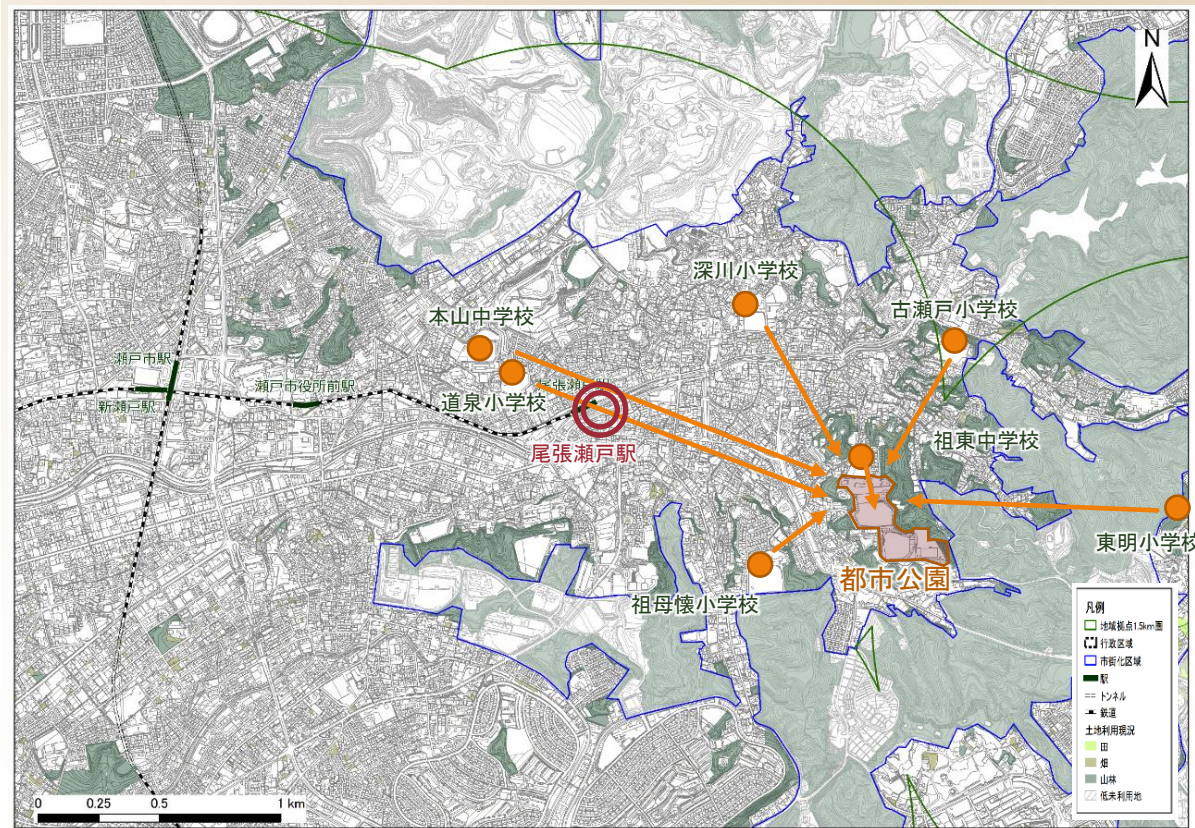 N
深川小学校
古瀬戸小学校
本山中学校
瀬戸市駅
新瀬戸駅
瀬戸市役所前駅
道泉小学校
尾張瀬戸
尾張瀬戸駅
祖東中学校
東明小学校
都市公園
祖母懐小学校
凡例
地域拠点1.5km圏
行政区域
市街化区域
駅
トンネル
鉄道
土地利用現況
田
畑
山林
低未利用地
0 0.25 0.5 1 km